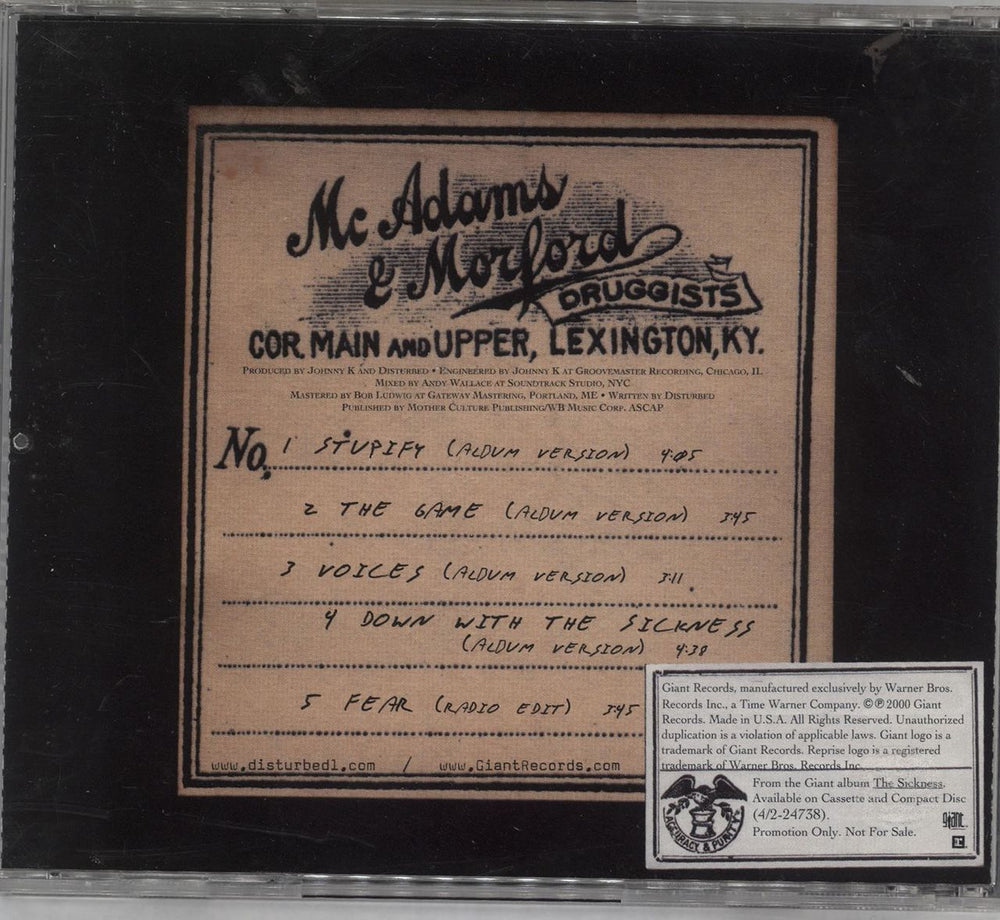 Mc Adams
& Morford
DRUGGISTS
COR. MAIN AND UPPER, LEXINGTON, KY.
PRODUCED BY JOHNNY K AND DISTURBED • ENGINEERED BY JOHNNY K AT GROOVEMASTER RECORDING, CHICAGO, IL
MIXED BY ANDY WALLACE AT SOUNDTRACK STUDIO, NYC
MASTERED BY BOB LUDWIG AT GATEWAY MASTERING, PORTLAND, ME • WRITTEN BY DISTURBED
PUBLISHED BY MOTHER CULTURE PUBLISHING/WB MUSIC CORP. ASCAP
No. 1 STUPIFY (ALBUM VERSION) 4:05
2 THE GAME (ALBUM VERSION) 3:45
3 VOICES (ALBUM VERSION) 3:11
4 DOWN WITH THE SICKNESS
(ALBUM VERSION) 4:38
5 FEAR (RADIO EDIT) 3:45
www.disturbed1.com / www.GiantRecords.com
Giant Records, manufactured exclusively by Warner Bros.
Records Inc., a Time Warner Company. ©℗ 2000 Giant
Records. Made in U.S.A. All Rights Reserved. Unauthorized
duplication is a violation of applicable laws. Giant logo is a
trademark of Giant Records. Reprise logo is a registered
trademark of Warner Bros. Records Inc.
From the Giant album The Sickness.
Available on Cassette and Compact Disc
(4/2-24738).
Promotion Only. Not For Sale.
ACCURACY & PURITY
giant